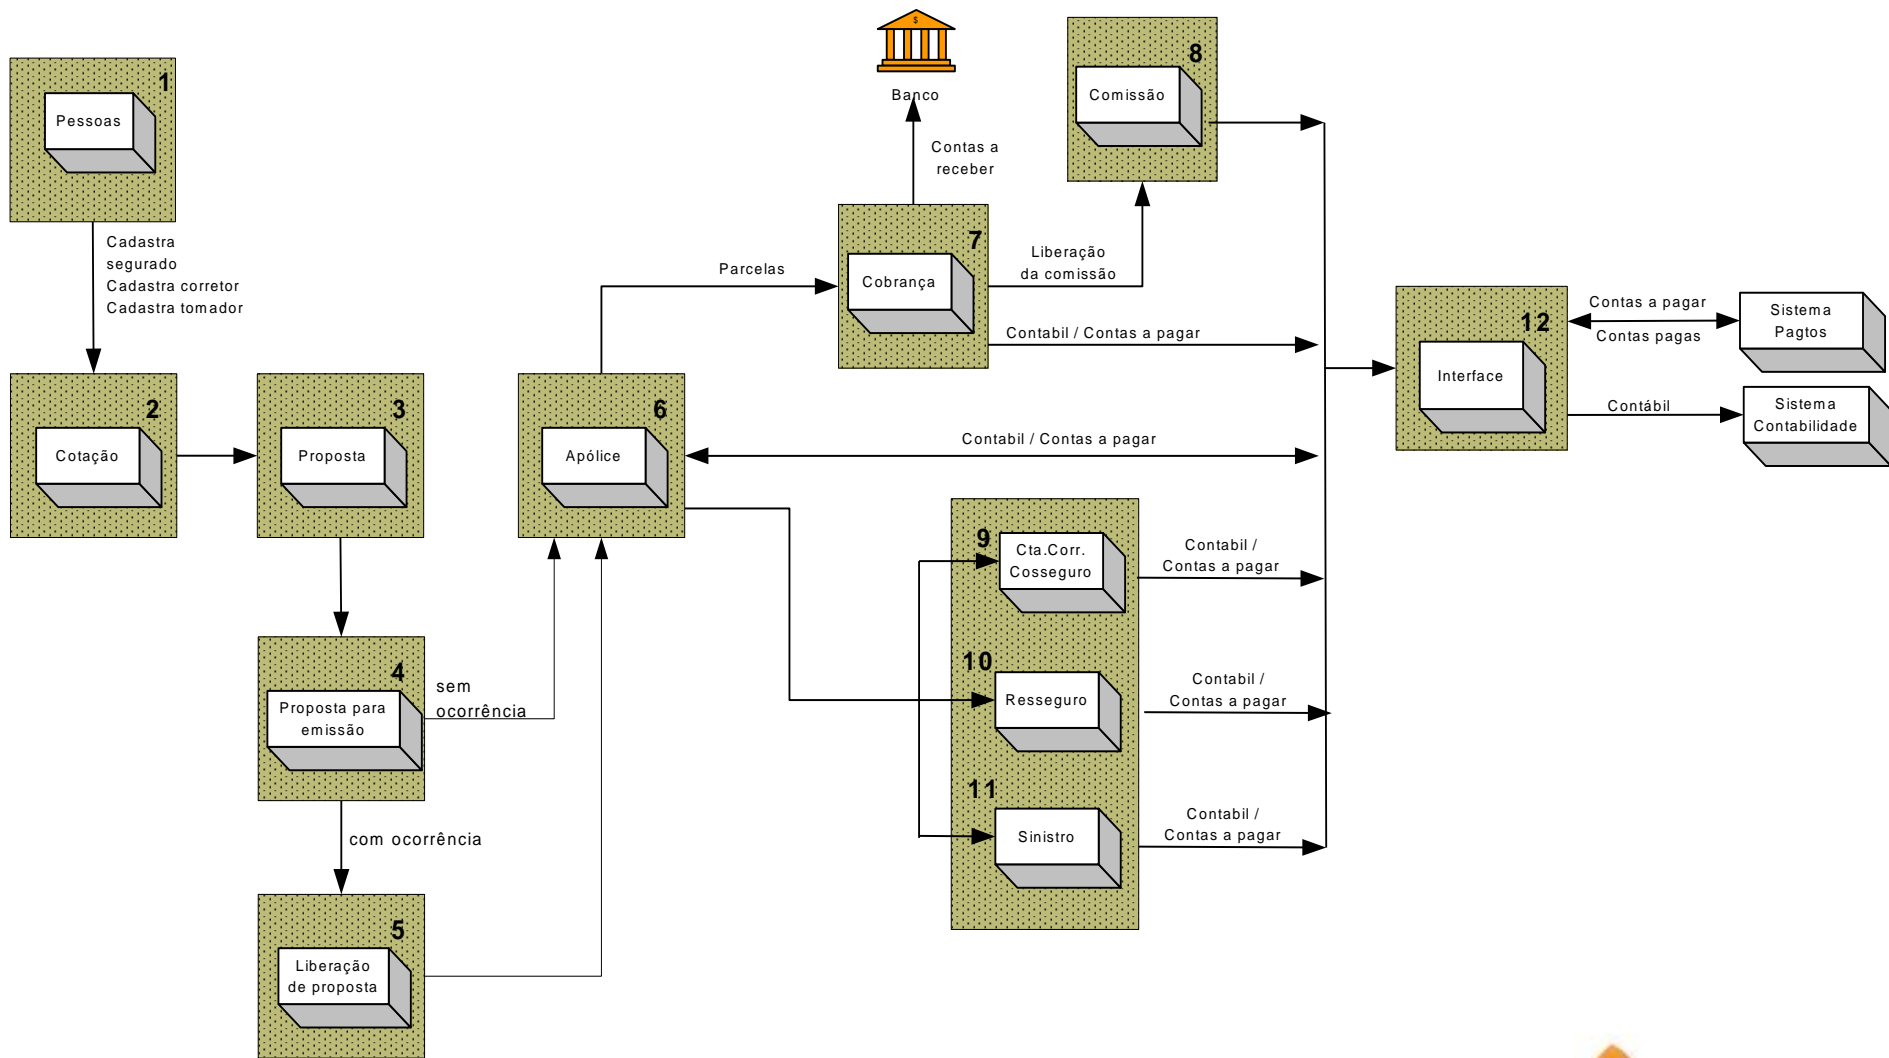 1
Pessoas
Cadastra
segurado
Cadastra corretor
Cadastra tomador
2
Cotação
3
Proposta
4
Proposta para
emissão
sem
ocorrência
com ocorrência
5
Liberação
de proposta
6
Apólice
Parcelas
Banco
Contas a
receber
7
Cobrança
Liberação
da comissão
8
Comissão
Contabil / Contas a pagar
Contabil / Contas a pagar
9
Cta.Corr.
Cosseguro
Contabil /
Contas a pagar
10
Resseguro
Contabil /
Contas a pagar
11
Sinistro
Contabil /
Contas a pagar
12
Interface
Contas a pagar
Contas pagas
Sistema
Pagtos
Contábil
Sistema
Contabilidade
$